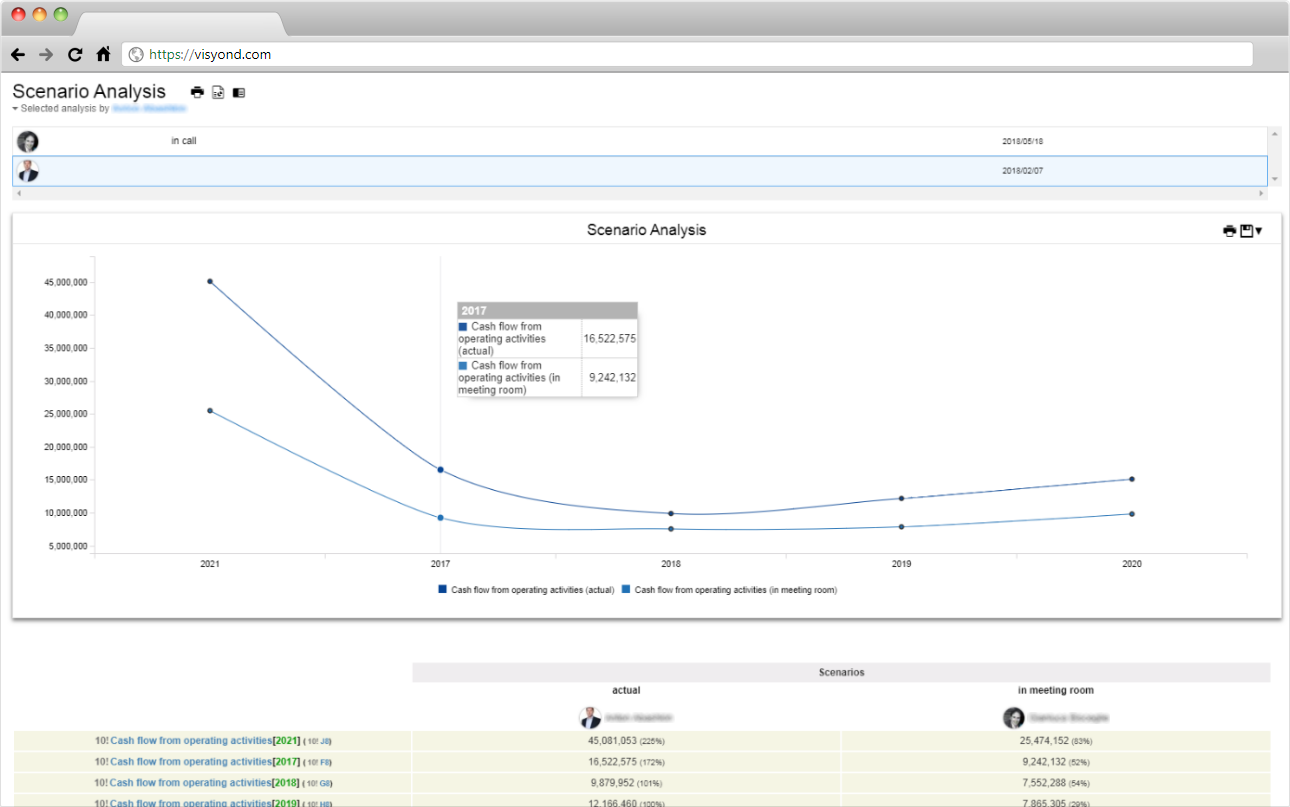 https://visyond.com
Scenario Analysis
Selected analysis by
in call 2018/05/18
2018/02/07
Scenario Analysis
45,000,000
40,000,000
35,000,000
30,000,000
25,000,000
20,000,000
15,000,000
10,000,000
5,000,000
2017
Cash flow from
operating activities
(actual)
16,522,575
Cash flow from
operating activities (in
meeting room)
9,242,132
2021 2017 2018 2019 2020
Cash flow from operating activities (actual) Cash flow from operating activities (in meeting room)
Scenarios
actual in meeting room
10! Cash flow from operating activities[2021] ( 10! J8) 45,081,053 (225%) 25,474,152 (83%)
10! Cash flow from operating activities[2017] ( 10! F8) 16,522,575 (172%) 9,242,132 (52%)
10! Cash flow from operating activities[2018] ( 10! G8) 9,879,952 (101%) 7,552,288 (54%)
10! Cash flow from operating activities[2019] ( 10! H8) 12,166,460 (100%) 7,865,305 (29%)